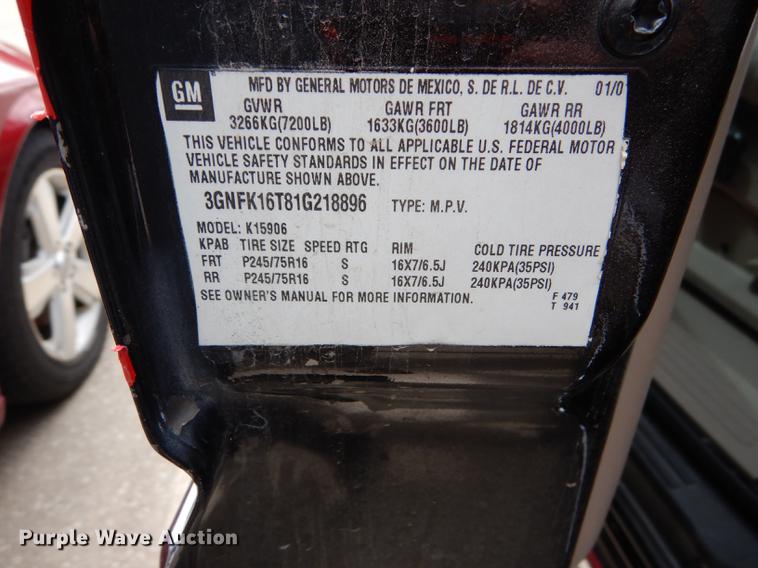 GM MFD BY GENERAL MOTORS DE MEXICO, S. DE R.L. DE C.V. 01/0
GVWR GAWR FRT GAWR RR
3266KG(7200LB) 1633KG(3600LB) 1814KG(4000LB)
THIS VEHICLE CONFORMS TO ALL APPLICABLE U.S. FEDERAL MOTOR
VEHICLE SAFETY STANDARDS IN EFFECT ON THE DATE OF
MANUFACTURE SHOWN ABOVE.
3GNFK16T81G218896 TYPE: M.P.V.
MODEL: K15906
KPAB TIRE SIZE SPEED RTG RIM COLD TIRE PRESSURE
FRT P245/75R16 S 16X7/6.5J 240KPA(35PSI)
RR P245/75R16 S 16X7/6.5J 240KPA(35PSI)
SEE OWNER'S MANUAL FOR MORE INFORMATION. F 479
T 941
Purple Wave Auction